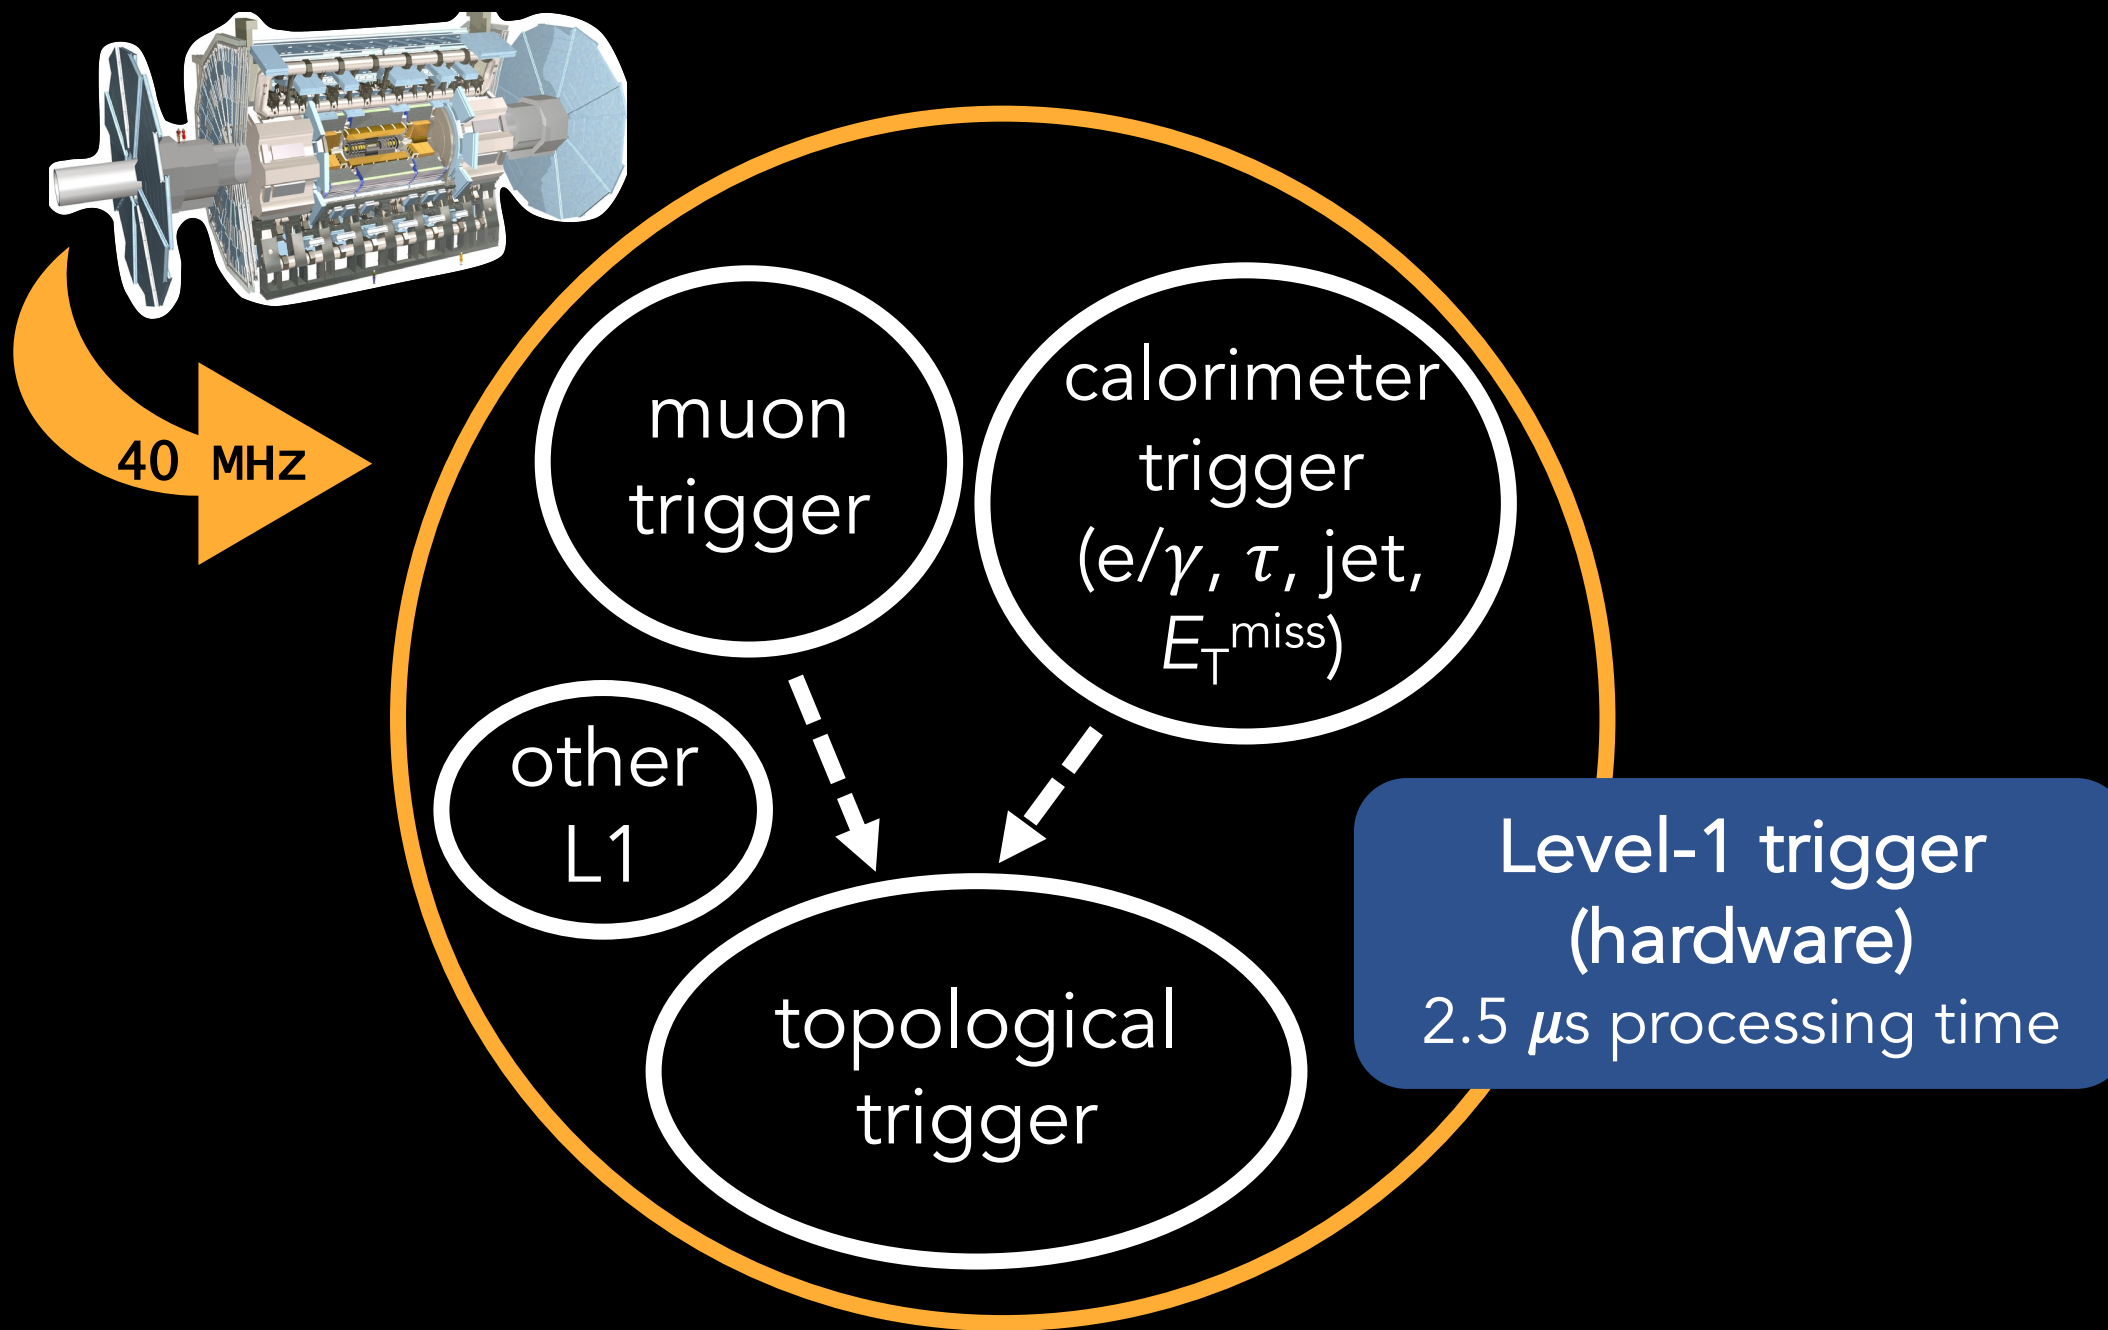 40 MHz
muon
trigger
calorimeter
trigger
(e/γ, τ, jet,
E_T^miss)
other
L1
topological
trigger
Level-1 trigger
(hardware)
2.5 μs processing time